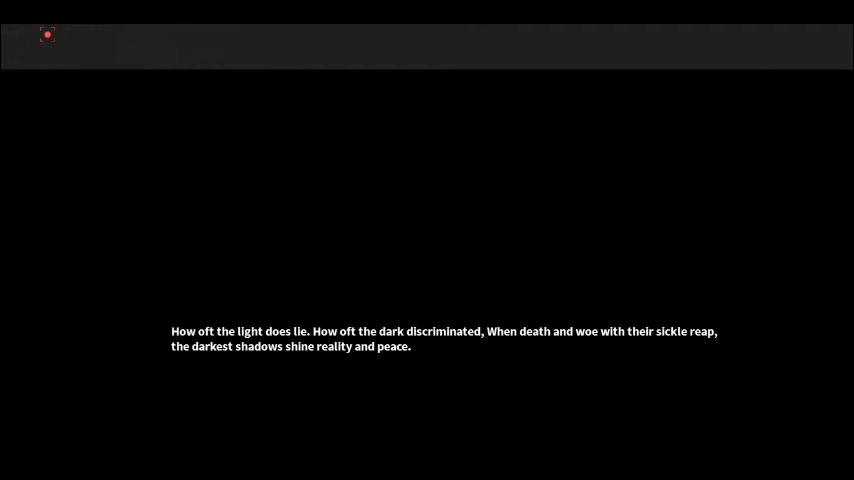 How oft the light does lie. How oft the dark discriminated, When death and woe with their sickle reap,
the darkest shadows shine reality and peace.